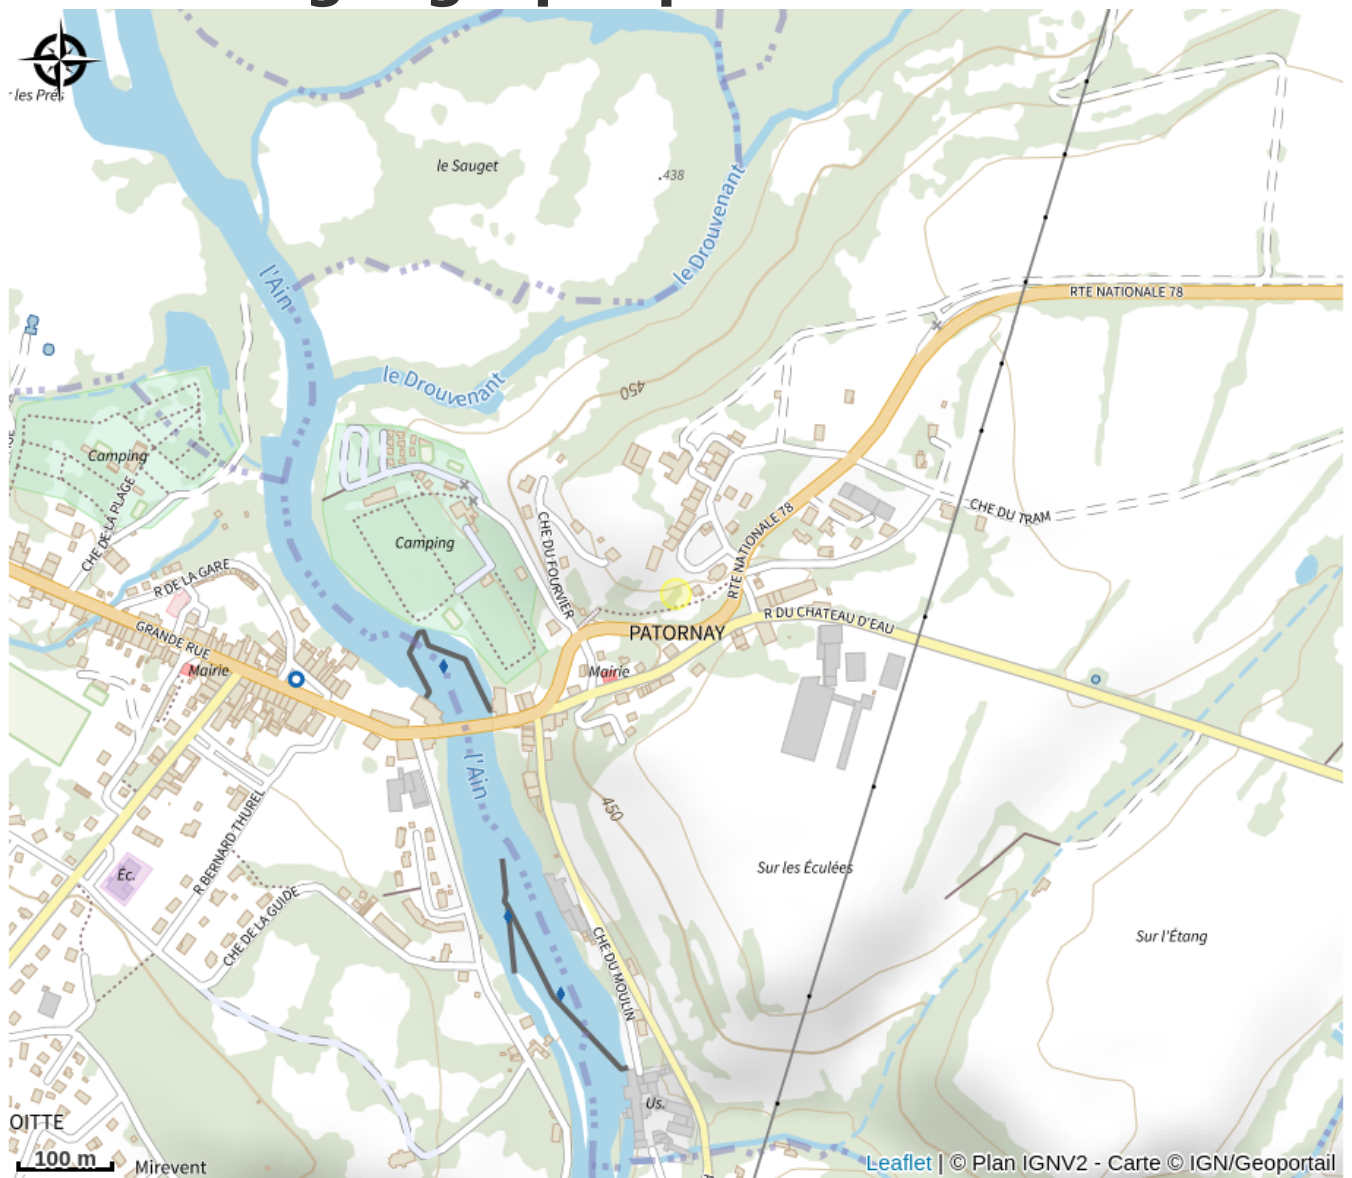 r les Prés
le Sauget
.438
le Drouvenant
l'Ain
RTE NATIONALE 78
le Drouvenant
450
Camping
CHE DE LA PLAGE
Camping
CHE DU FOURVIER
RTE NATIONALE 78
CHE DU TRAM
R DE LA GARE
GRANDE RUE
Mairie
PATORNAY
R DU CHATEAU D'EAU
Mairie
l'Ain
450
R BERNARD THUREL
Éc.
CHE DE LA GUIDE
Sur les Éculées
CHE DU MOULIN
Sur l'Étang
Us.
OITTE
100 m
Mirevent
Leaflet | © Plan IGNV2 - Carte © IGN/Geoportail